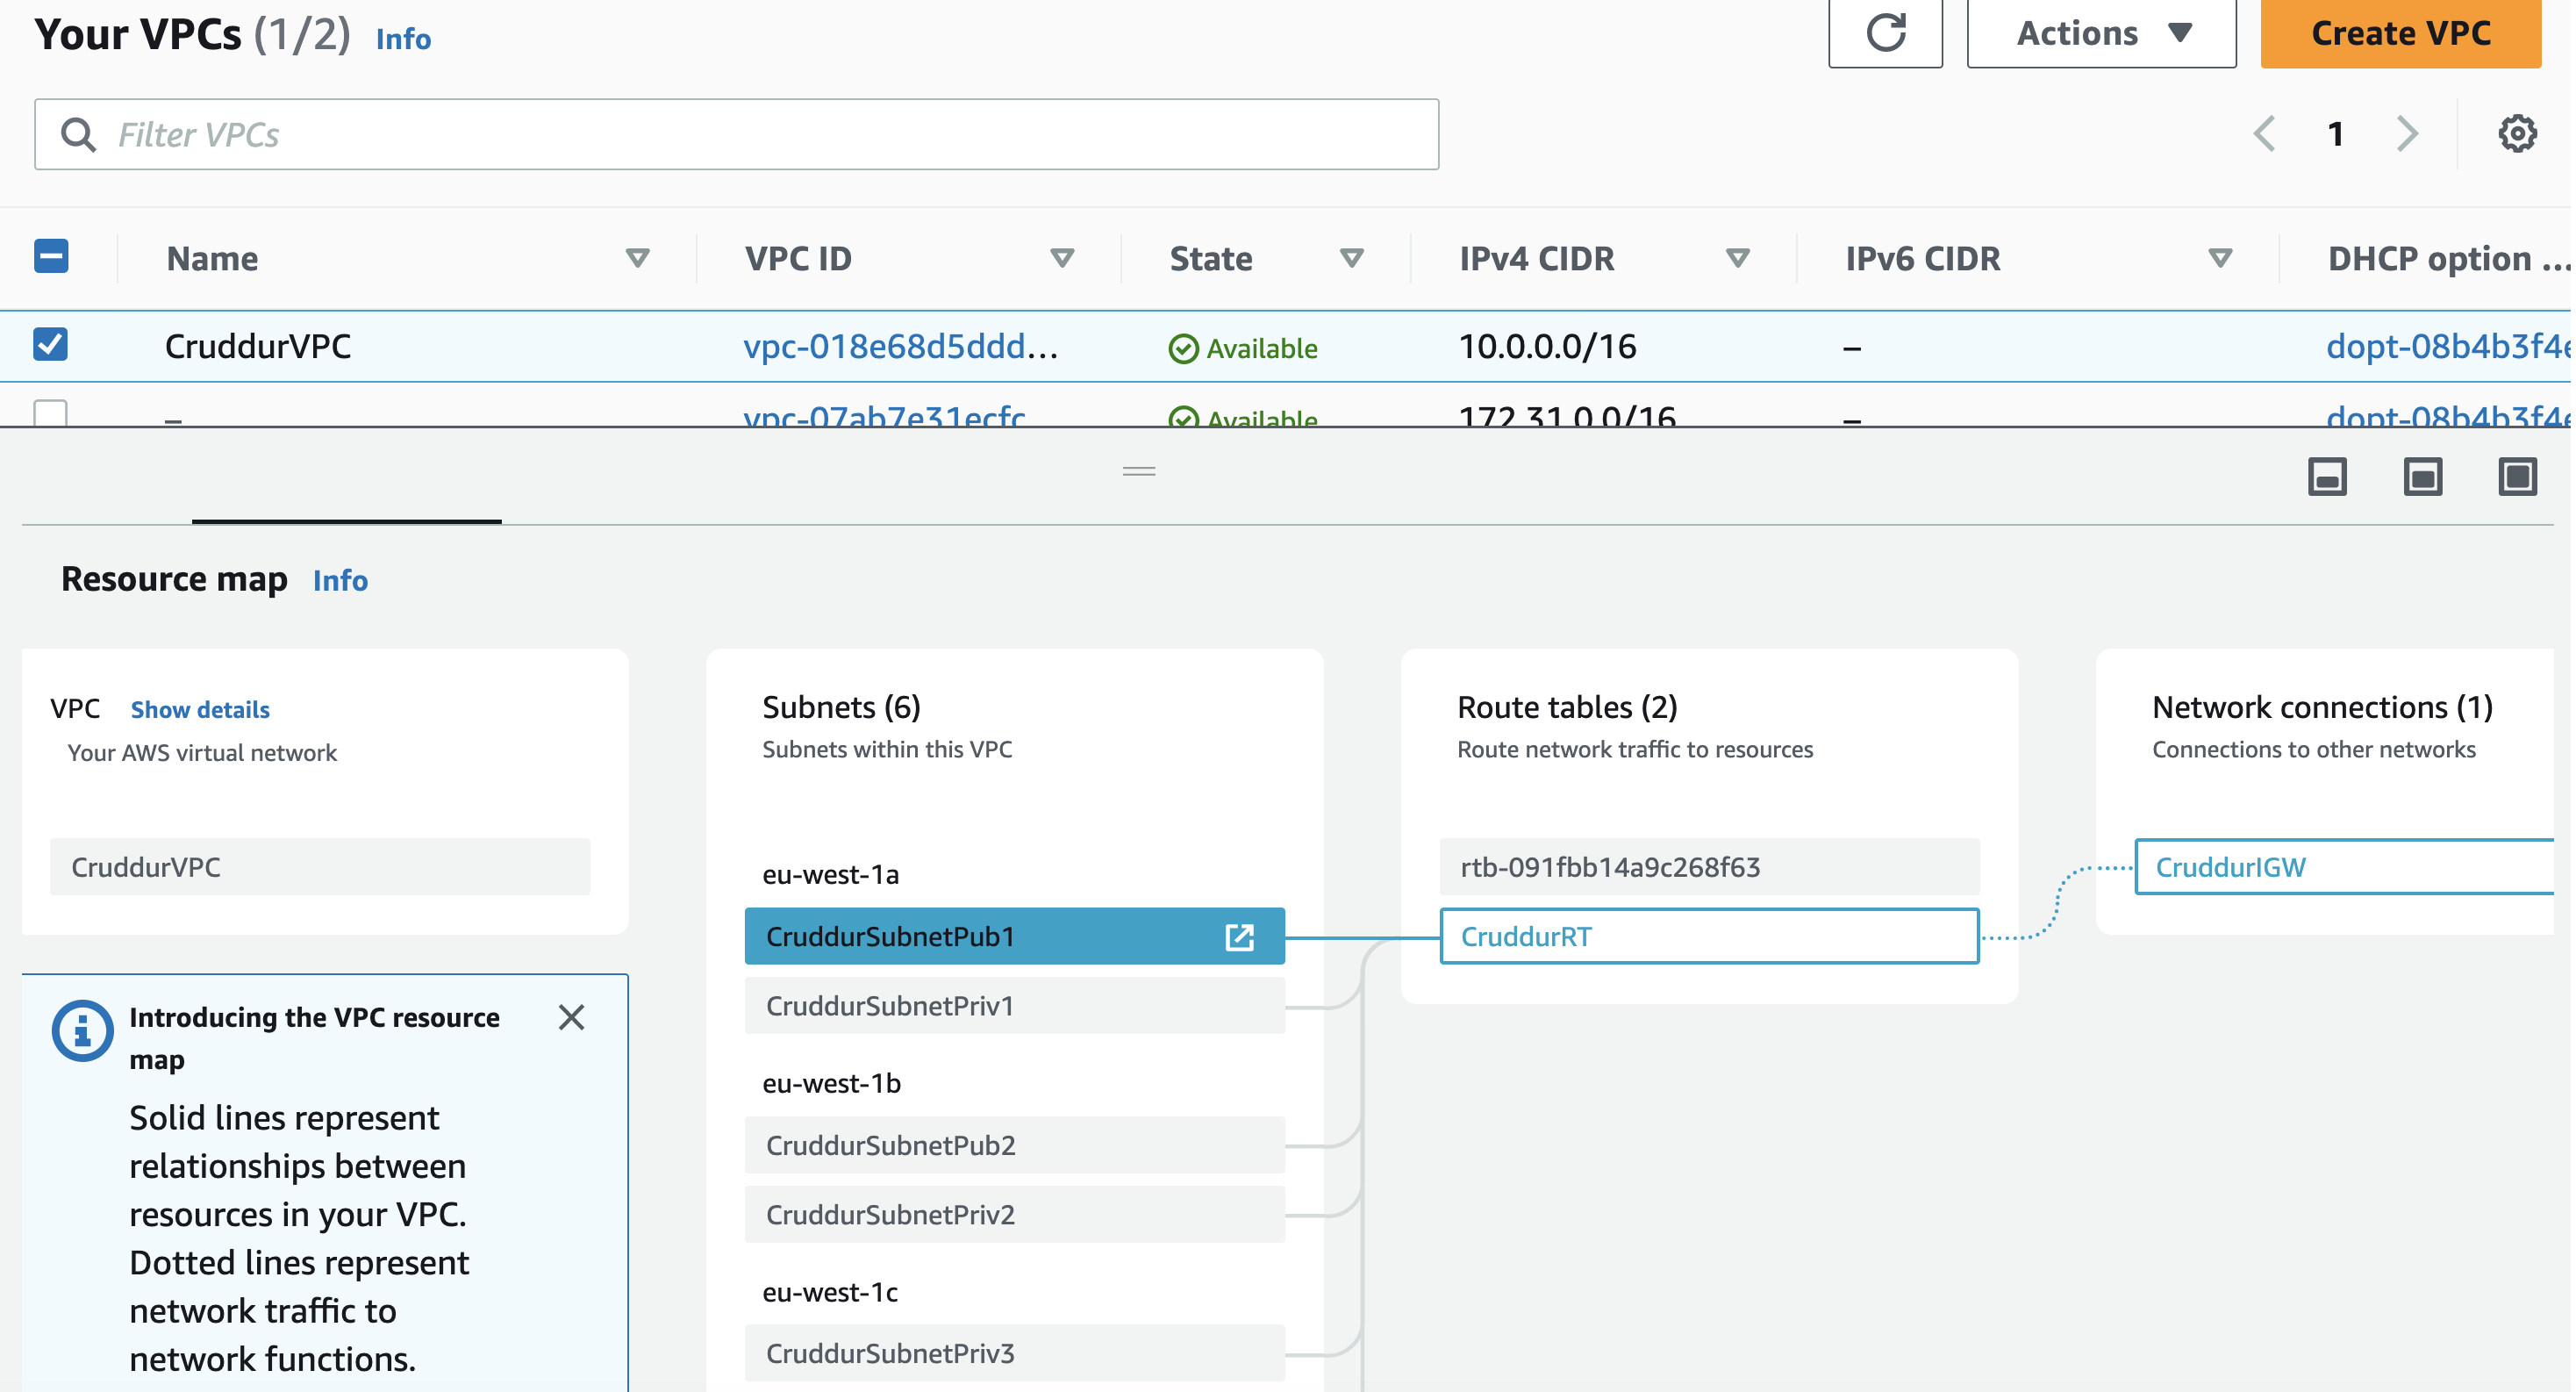 Your VPCs (1/2) Info
Actions
Create VPC
Filter VPCs
1
Name VPC ID State IPv4 CIDR IPv6 CIDR DHCP option ...
CruddurVPC vpc-018e68d5ddd... Available 10.0.0.0/16 – dopt-08b4b3f4e
– vpc-07ab7e31ecfc Available 172.31.0.0/16 – dopt-08b4b3f4e
Resource map Info
VPC Show details
Your AWS virtual network
CruddurVPC
Introducing the VPC resource
map
Solid lines represent
relationships between
resources in your VPC.
Dotted lines represent
network traffic to
network functions.
Subnets (6)
Subnets within this VPC
eu-west-1a
CruddurSubnetPub1
CruddurSubnetPriv1
eu-west-1b
CruddurSubnetPub2
CruddurSubnetPriv2
eu-west-1c
CruddurSubnetPriv3
Route tables (2)
Route network traffic to resources
rtb-091fbb14a9c268f63
CruddurRT
Network connections (1)
Connections to other networks
CruddurIGW